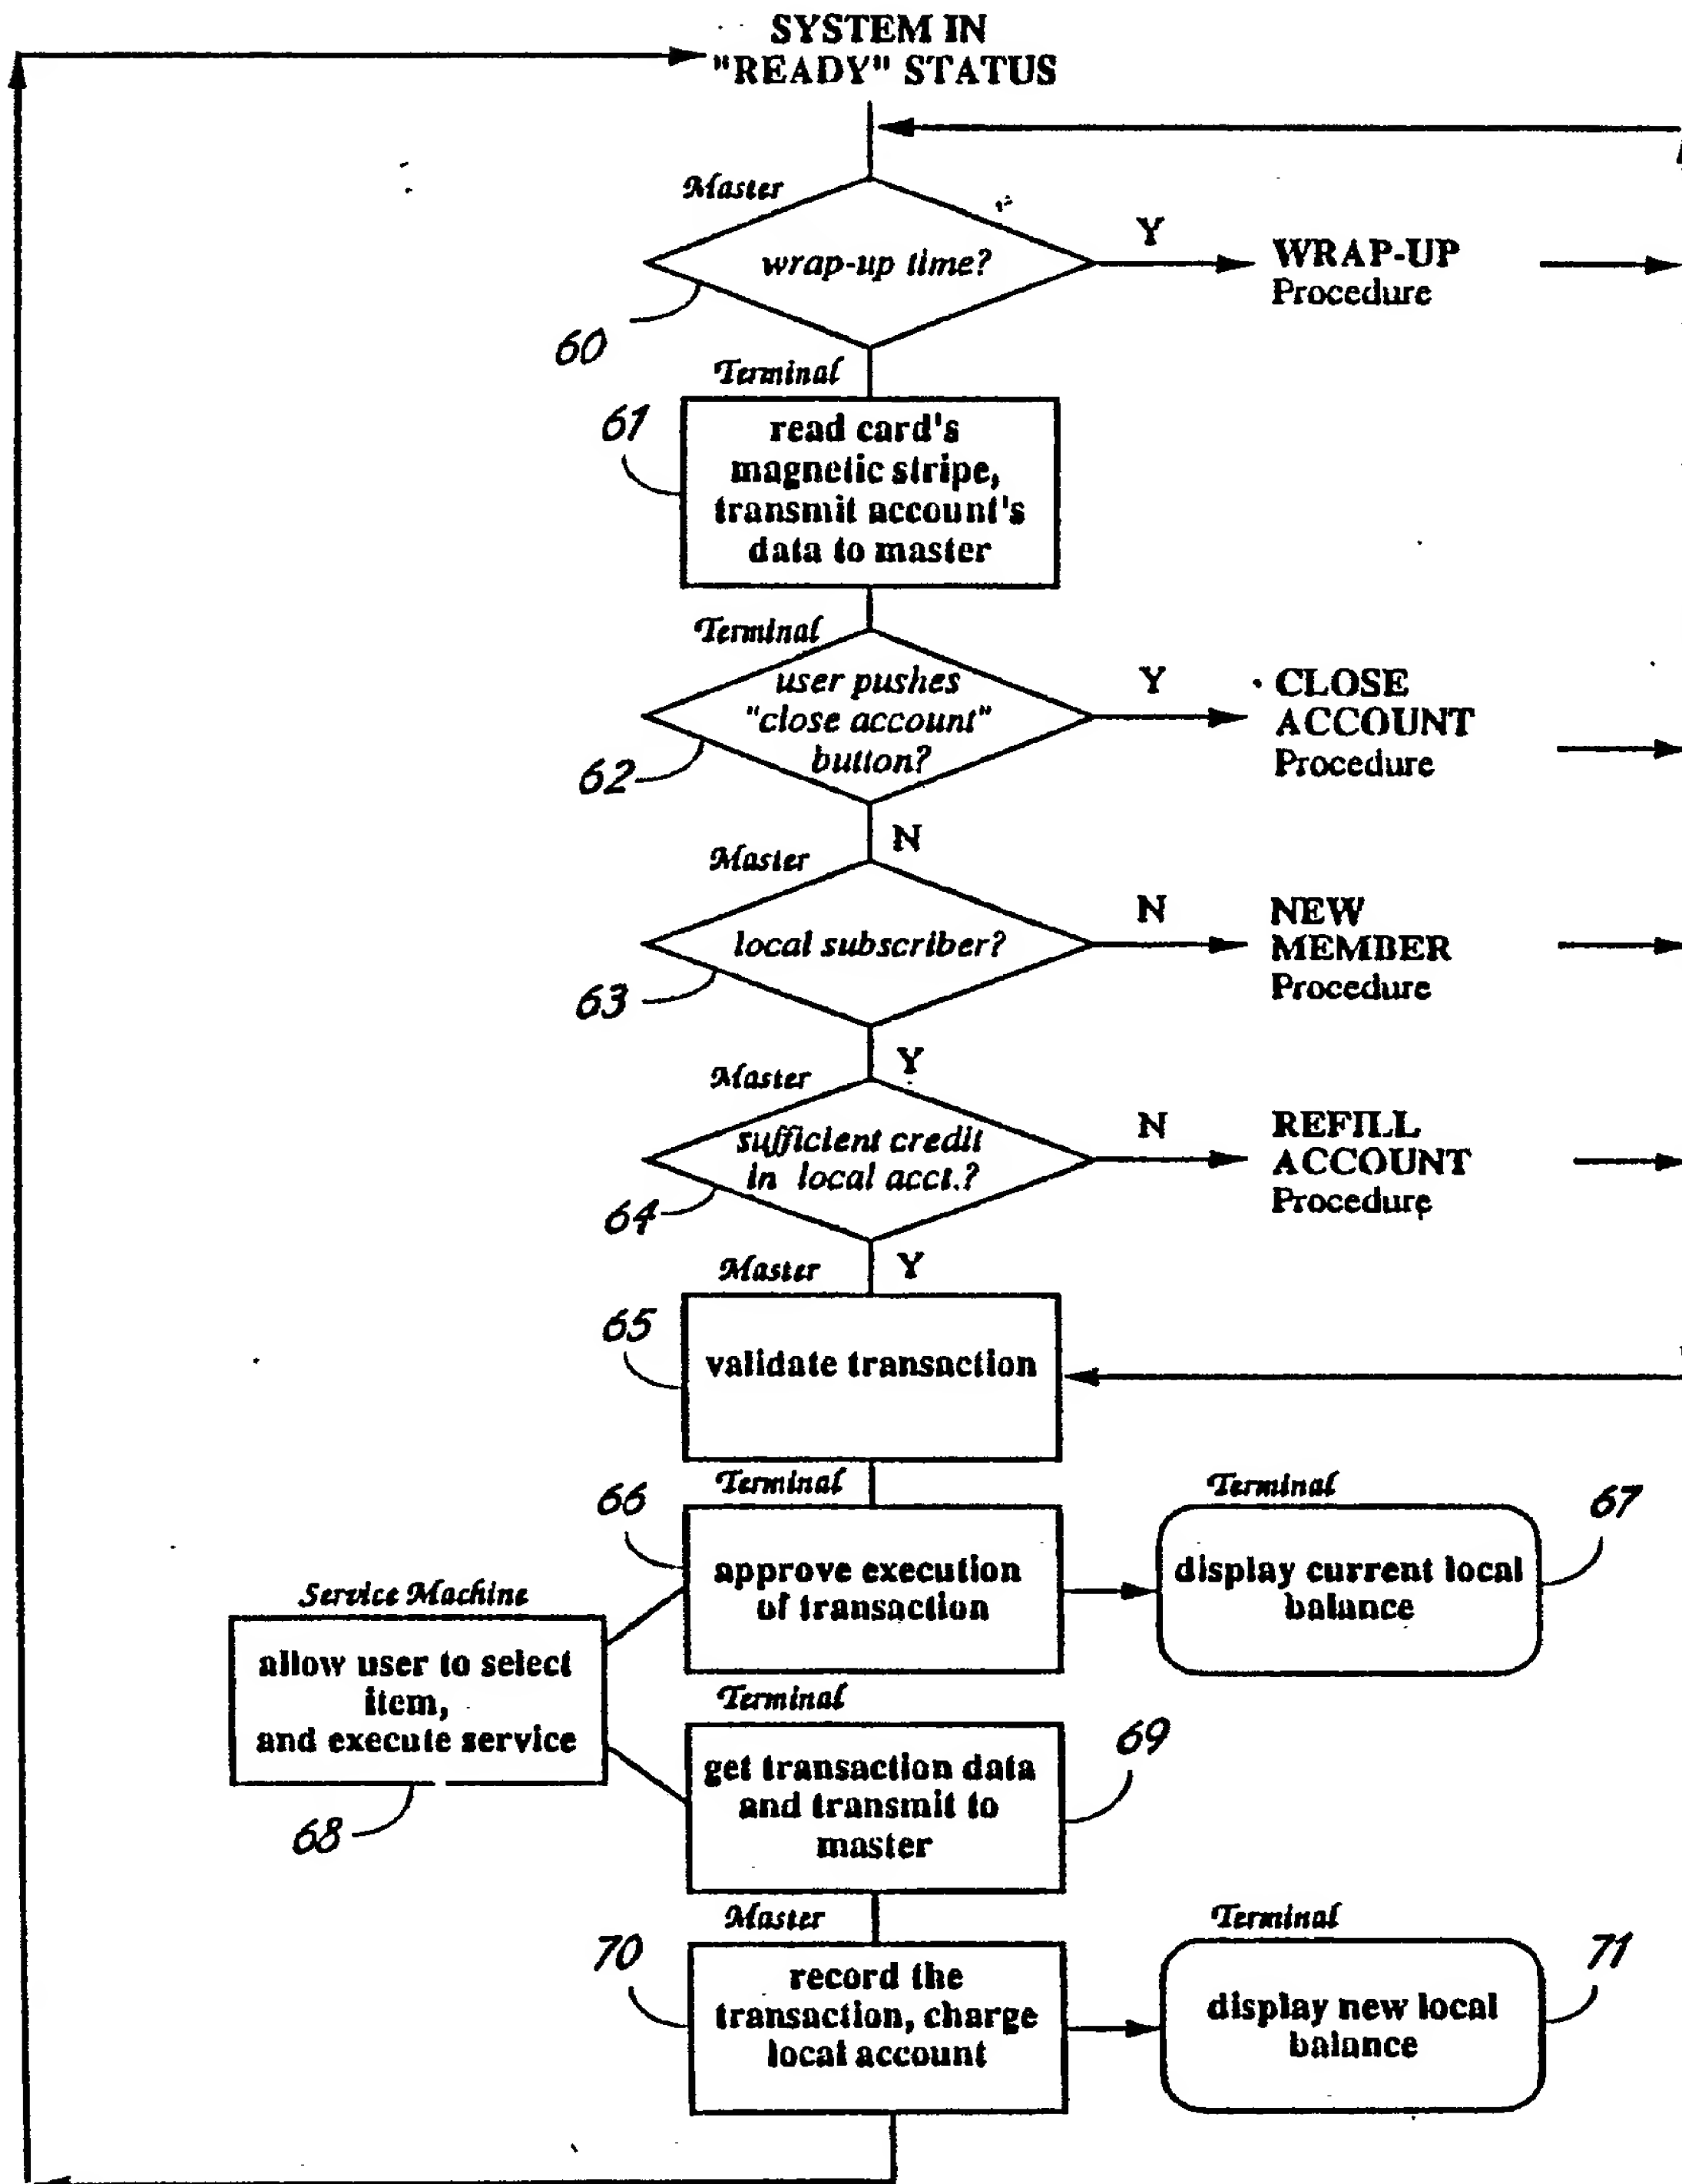 SYSTEM IN
"READY" STATUS
Master
wrap-up time?
Y
WRAP-UP
Procedure
60
Terminal
61
read card's
magnetic stripe,
transmit account's
data to master
Terminal
user pushes
"close account"
button?
Y
CLOSE
ACCOUNT
Procedure
62
N
Master
local subscriber?
N
NEW
MEMBER
Procedure
63
Y
Master
sufficient credit
in local acct.?
N
REFILL
ACCOUNT
Procedure
64
Y
Master
65
validate transaction
Terminal
66
approve execution
of transaction
Terminal
67
display current local
balance
Service Machine
allow user to select
item,
and execute service
68
Terminal
69
get transaction data
and transmit to
master
Master
70
record the
transaction, charge
local account
Terminal
71
display new local
balance